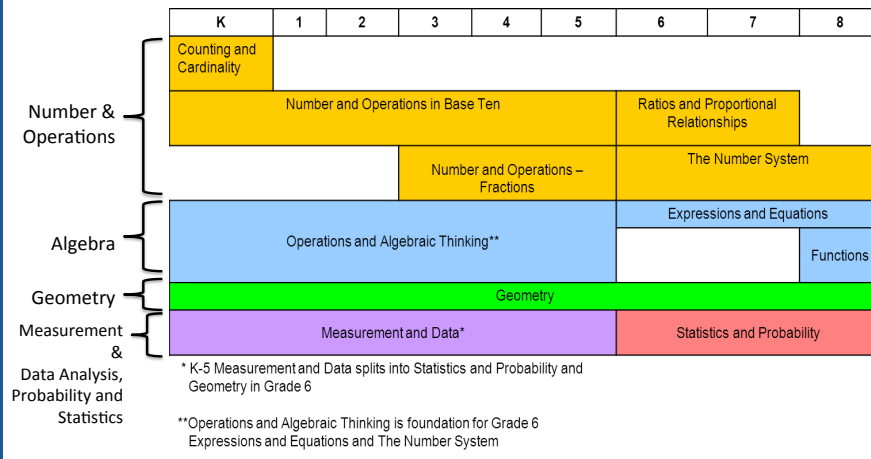 K 1 2 3 4 5 6 7 8
Counting and
Cardinality
Number &
Operations
Number and Operations in Base Ten
Ratios and Proportional
Relationships
Number and Operations –
Fractions
The Number System
Algebra
Operations and Algebraic Thinking**
Expressions and Equations
Functions
Geometry
Geometry
Measurement
&
Data Analysis,
Probability and
Statistics
Measurement and Data*
Statistics and Probability
* K-5 Measurement and Data splits into Statistics and Probability and
Geometry in Grade 6
**Operations and Algebraic Thinking is foundation for Grade 6
Expressions and Equations and The Number System